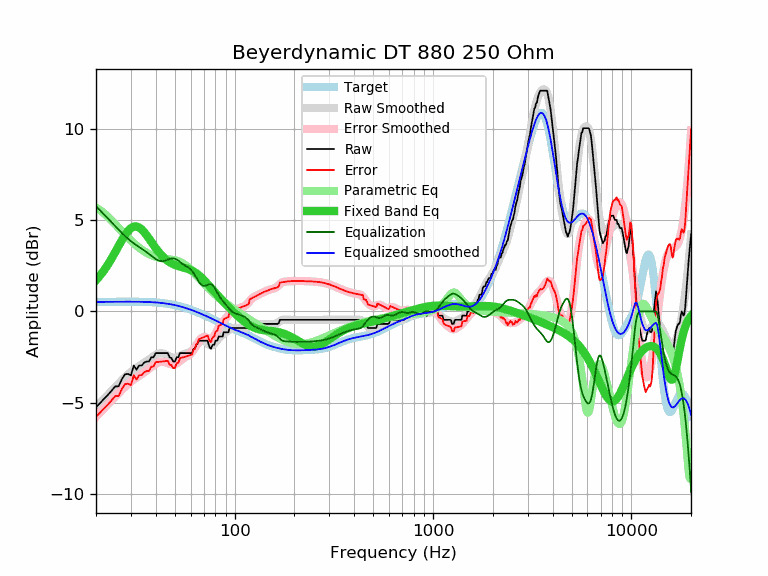 Beyerdynamic DT 880 250 Ohm
Target
Raw Smoothed
Error Smoothed
Raw
Error
Parametric Eq
Fixed Band Eq
Equalization
Equalized smoothed
10
5
0
−5
−10
Amplitude (dBr)
100
1000
10000
Frequency (Hz)